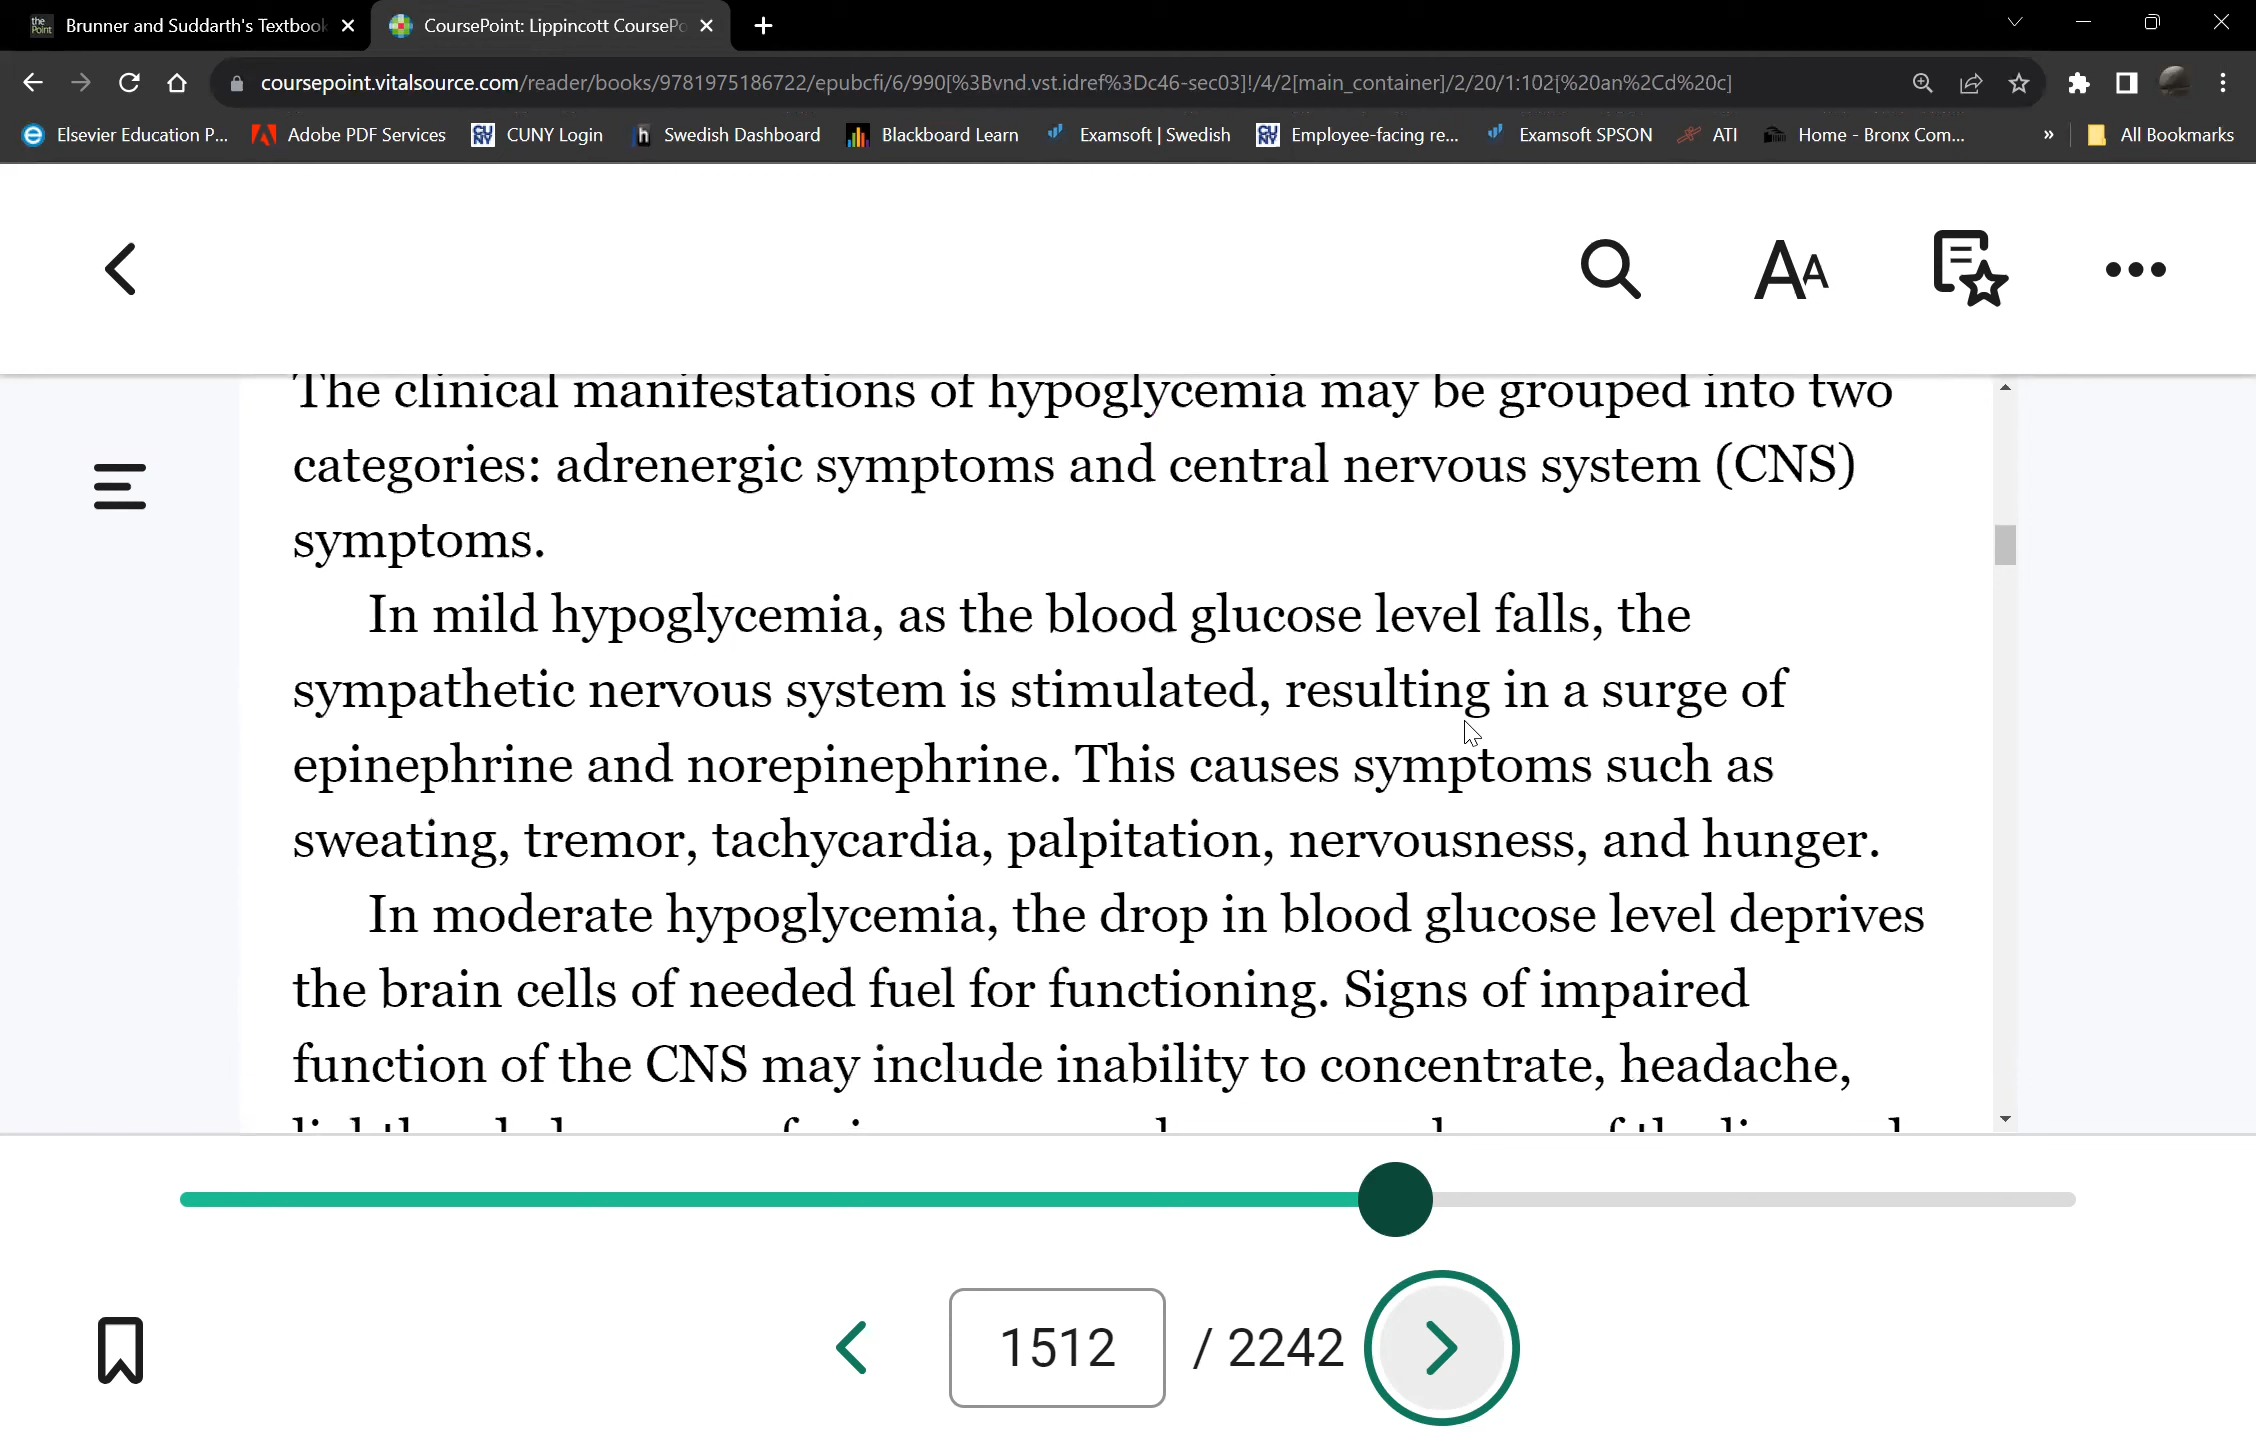 the Point Brunner and Suddarth's Textbook
CoursePoint: Lippincott CoursePo
coursepoint.vitalsource.com/reader/books/9781975186722/epubcfi/6/990[%3Bvnd.vst.idref%3Dc46-sec03]!/4/2[main_container]/2/20/1:102[%20an%2Cd%20c]
Elsevier Education P... Adobe PDF Services CUNY CUNY Login h Swedish Dashboard Blackboard Learn Examsoft | Swedish CUNY Employee-facing re... Examsoft SPSON ATI Home - Bronx Com... » All Bookmarks
AA
The clinical manifestations of hypoglycemia may be grouped into two
categories: adrenergic symptoms and central nervous system (CNS)
symptoms.
In mild hypoglycemia, as the blood glucose level falls, the
sympathetic nervous system is stimulated, resulting in a surge of
epinephrine and norepinephrine. This causes symptoms such as
sweating, tremor, tachycardia, palpitation, nervousness, and hunger.
In moderate hypoglycemia, the drop in blood glucose level deprives
the brain cells of needed fuel for functioning. Signs of impaired
function of the CNS may include inability to concentrate, headache,
1512 / 2242